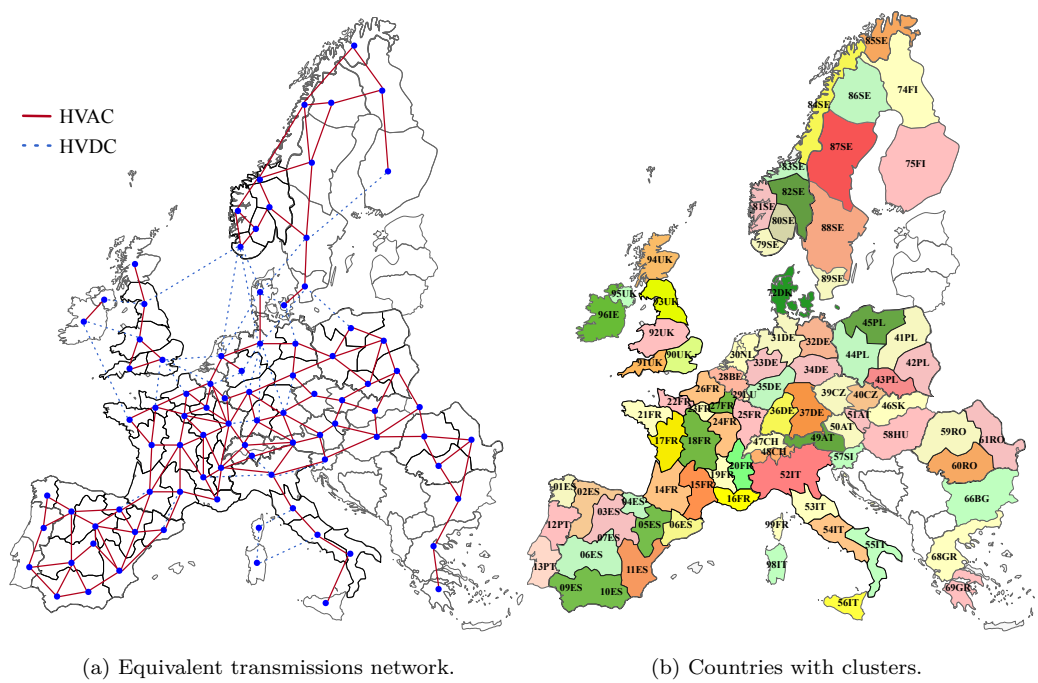 HVAC
HVDC
85SE
74FI
86SE
84SE
87SE
75FI
83SE
82SE
81SE
80SE
88SE
79SE
89SE
94UK
95UK
93UK
72DK
96IE
92UK
90UK
91UK
45PL
31DE
32DE
41PL
30NL
33DE
44PL
42PL
34DE
28BE
43PL
26FR
35DE
39CZ
40CZ
29LU
22FR
27FR
46SK
23FR
21FR
25FR
36DE
37DE
51AT
24FR
50AT
59RO
17FR
18FR
47CH
49AT
58HU
61RO
48CH
57SI
20FR
60RO
19FR
52IT
01ES
02ES
14FR
15FR
16FR
66BG
04ES
03ES
53IT
12PT
05ES
06ES
99FR
54IT
07ES
55IT
06ES
68GR
13PT
11ES
98IT
09ES
10ES
69GR
56IT
(a) Equivalent transmissions network.
(b) Countries with clusters.